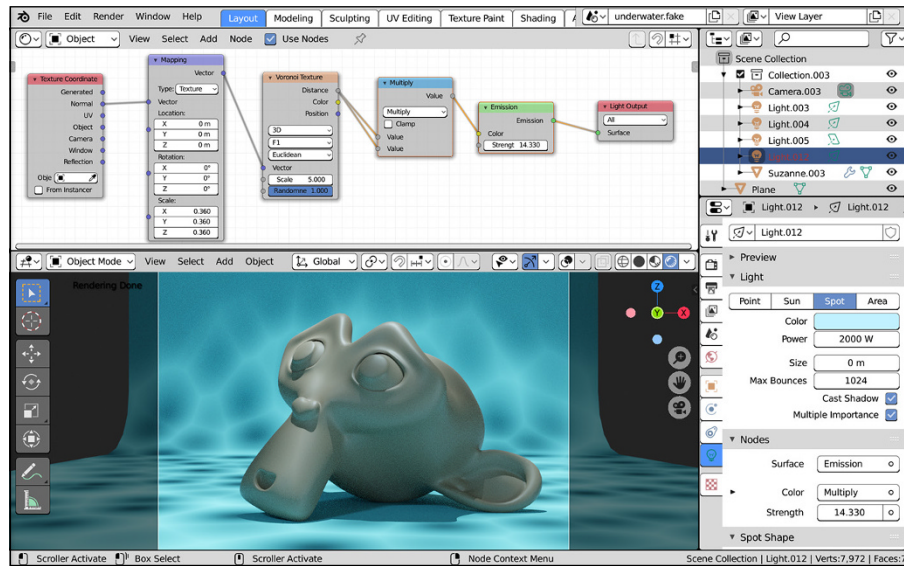 File Edit Render Window Help Layout Modeling Sculpting UV Editing Texture Paint Shading underwater.fake View Layer
Object View Select Add Node Use Nodes
Texture Coordinate
Generated
Normal
UV
Object
Camera
Window
Reflection
Obje
From Instancer
Mapping
Vector
Type: Texture
Vector
Location:
X 0 m
Y 0 m
Z 0 m
Rotation:
X 0°
Y 0°
Z 0°
Scale:
X 0.360
Y 0.360
Z 0.360
Voronoi Texture
Distance
Color
Position
3D
F1
Euclidean
Vector
Scale 5.000
Randomne 1.000
Multiply
Value
Multiply
Clamp
Value
Value
Emission
Emission
Color
Strengt 14.330
Light Output
All
Surface
Scene Collection
Collection.003
Camera.003
Light.003
Light.004
Light.005
Suzanne.003
Plane
Light.012 Light.012
Light.012
Preview
Light
Point Sun Spot Area
Color
Power 2000 W
Size 0 m
Max Bounces 1024
Cast Shadow
Multiple Importance
Nodes
Surface Emission
Color Multiply
Strength 14.330
Spot Shape
Object Mode View Select Add Object Global
Rendering Done
Z
Y
X
Scroller Activate Box Select Scroller Activate Node Context Menu Scene Collection | Light.012 | Verts:7,972 | Faces:7